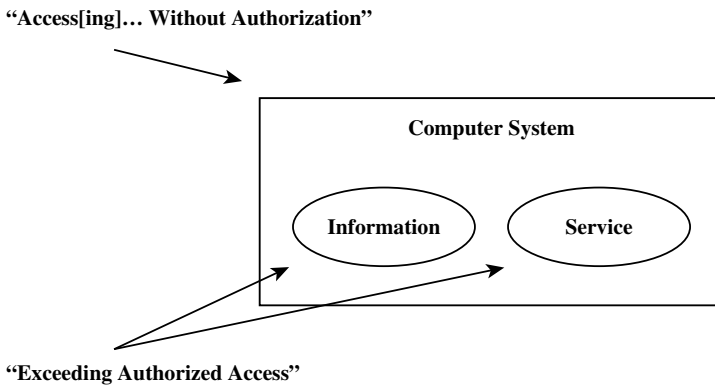 “Access[ing]… Without Authorization”
Computer System
Information
Service
“Exceeding Authorized Access”